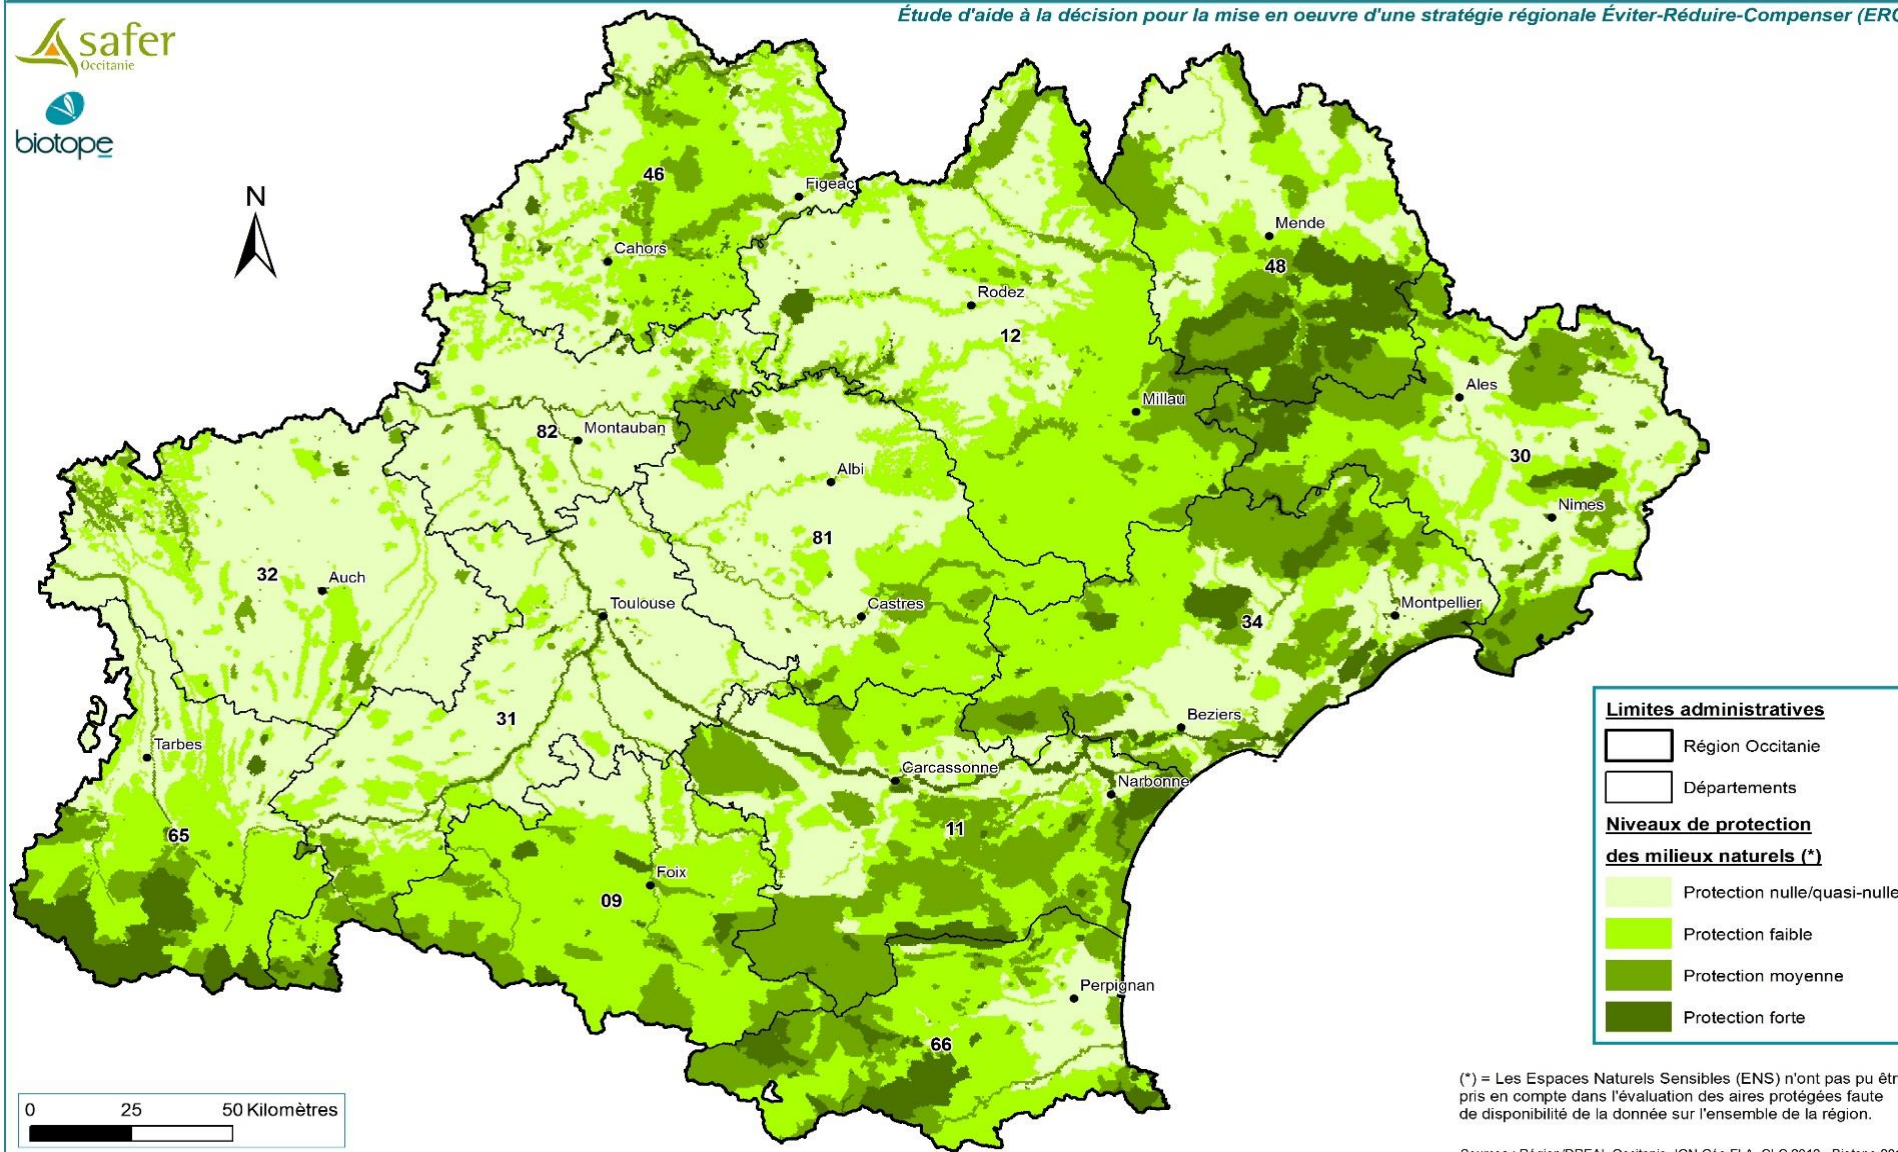 Étude d'aide à la décision pour la mise en oeuvre d'une stratégie régionale Éviter-Réduire-Compenser (ERC
safer
Occitanie
biotope
N
46
Figeac
Cahors
Mende
48
Rodez
12
Ales
Millau
82
Montauban
30
Albi
Nimes
81
32
Auch
Toulouse
Castres
Montpellier
34
31
Beziers
Tarbes
Carcassonne
Narbonne
65
11
Foix
09
Perpignan
66
Limites administratives
Région Occitanie
Départements
Niveaux de protection
des milieux naturels (*)
Protection nulle/quasi-nulle
Protection faible
Protection moyenne
Protection forte
0 25 50 Kilomètres
(*) = Les Espaces Naturels Sensibles (ENS) n'ont pas pu êtr
pris en compte dans l'évaluation des aires protégées faute
de disponibilité de la donnée sur l'ensemble de la région.